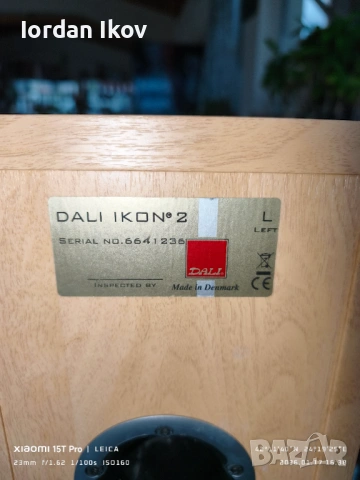 Iordan Ikov
DALI IKON® 2
L
LEFT
SERIAL NO. 6641236
DALI
INSPECTED BY
Made in Denmark
CE
XIAOMI 15T Pro | LEICA
23mm f/1.62 1/100s ISO160